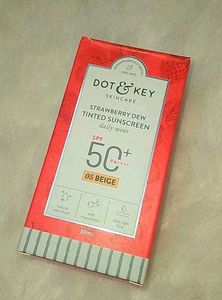 DOT & KEY
SKINCARE
STRAWBERRY DEW
TINTED SUNSCREEN
daily wear
SPF
50+
PA++++
05 BEIGE
50ml